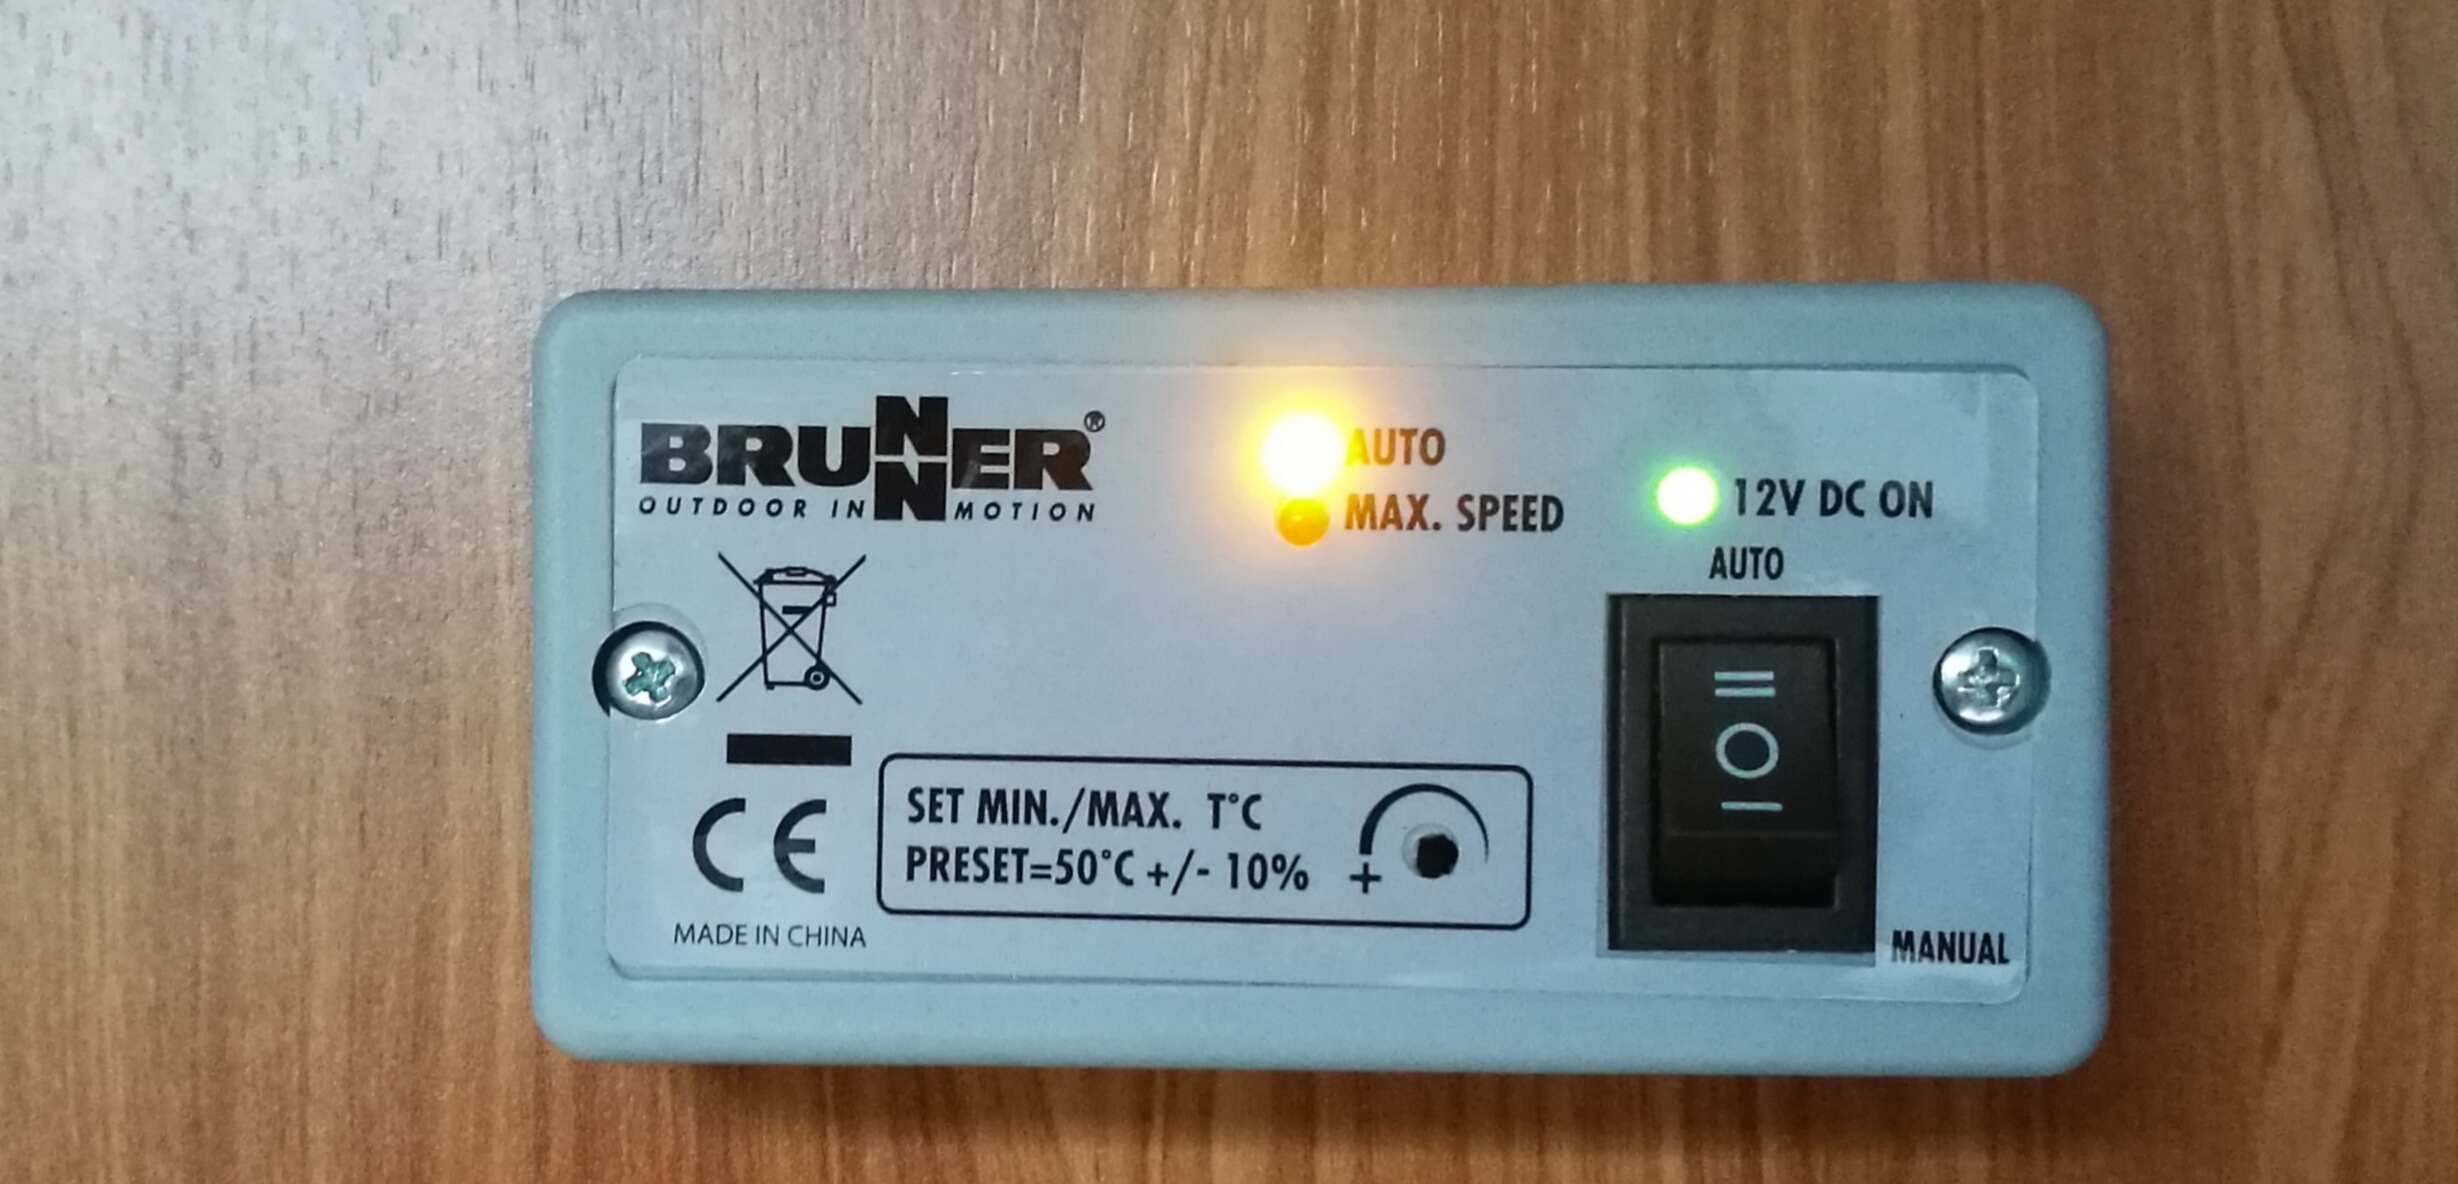 BRUNNER®
OUTDOOR IN MOTION
AUTO
MAX. SPEED
12V DC ON
AUTO
II
O
I
MANUAL
SET MIN./MAX. T°C
PRESET=50°C +/- 10%
+
CE
MADE IN CHINA